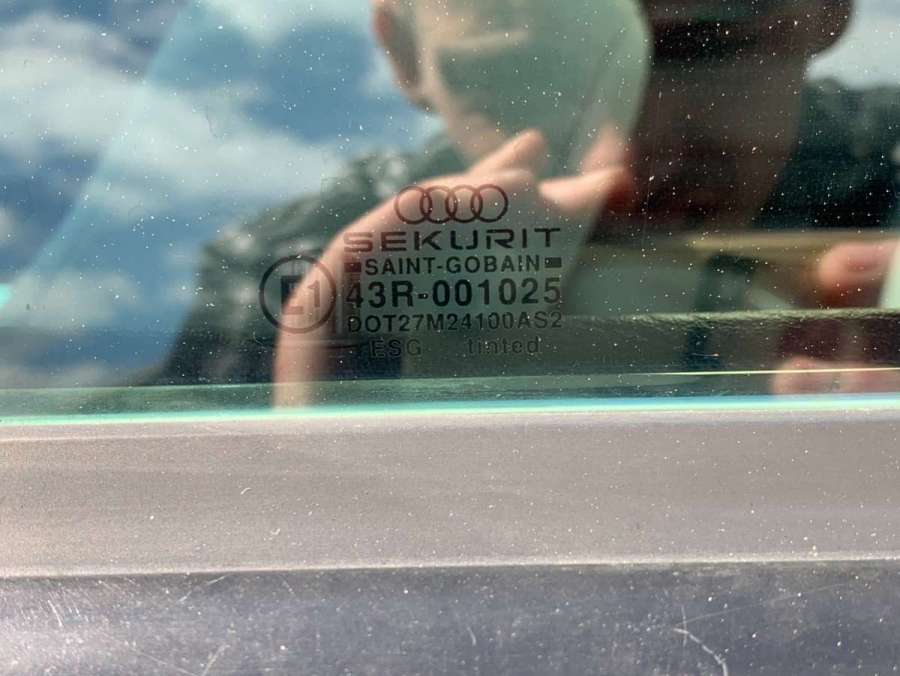 SEKURIT
SAINT-GOBAIN
E1 43R-001025
DOT27M24100AS2
ESG tinted